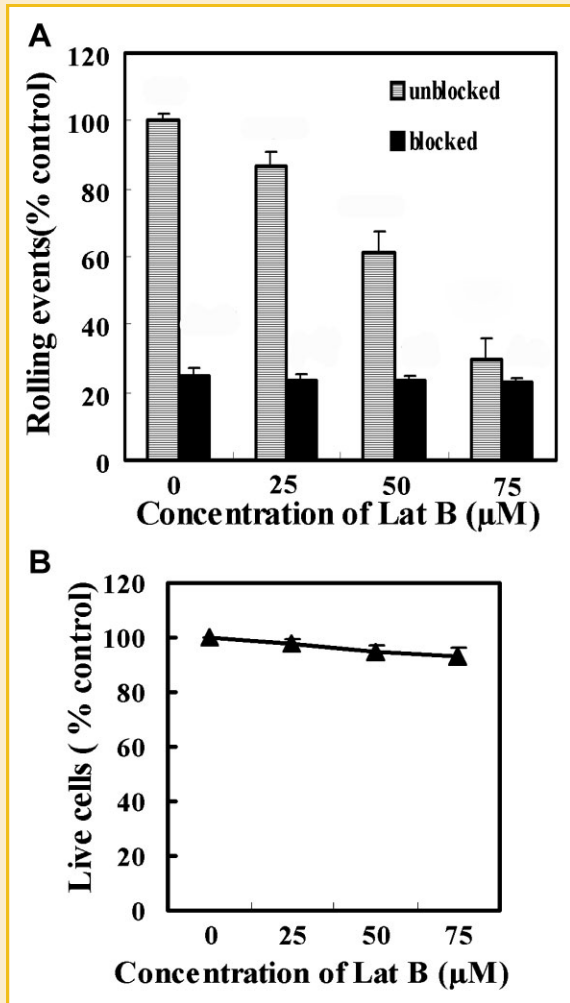 A
120
100
80
60
40
20
0
Rolling events(% control)
unblocked
blocked
0 25 50 75
Concentration of Lat B (μM)
B
120
100
80
60
40
20
0
Live cells ( % control)
0 25 50 75
Concentration of Lat B (μM)